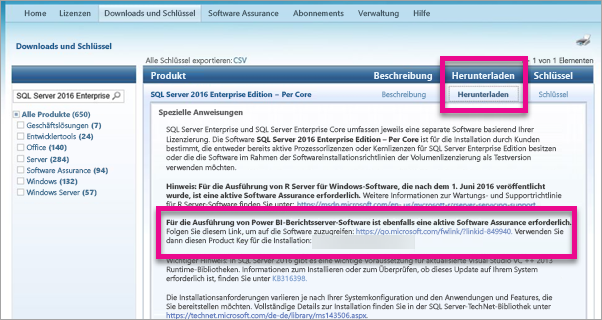 Home Lizenzen Downloads und Schlüssel Software Assurance Abonnements Verwaltung Hilfe
Downloads und Schlüssel
Alle Schlüssel exportieren: CSV
1 von 1 Elementen
Produkt Beschreibung Herunterladen Schlüssel
SQL Server 2016 Enterprise
SQL Server 2016 Enterprise Edition – Per Core Beschreibung Herunterladen Schlüssel
Alle Produkte (650)
Geschäftslösungen (7)
Entwicklertools (24)
Office (140)
Server (284)
Software Assurance (94)
Windows (132)
Windows Server (57)
Spezielle Anweisungen
SQL Server Enterprise und SQL Server Enterprise Core umfassen jeweils eine separate Software basierend Ihrer
Lizenzierung. Die Software SQL Server 2016 Enterprise Edition – Per Core ist für die Installation durch Kunden
bestimmt, die entweder bereits aktive Prozessorlizenzen oder Kernlizenzen für SQL Server Enterprise Edition besitzen
oder die die Software im Rahmen der Softwareinstallationsrichtlinien der Volumenlizenzierung als Testversion
verwenden möchten.
Hinweis: Für die Ausführung von R Server für Windows-Software, die nach dem 1. Juni 2016 veröffentlicht
wurde, ist eine aktive Software Assurance erforderlich. Weitere Informationen zur Wartungs- und Supportrichtlinie
für R Server-Software finden Sie unter:
Für die Ausführung von Power BI-Berichtsserver-Software ist ebenfalls eine aktive Software Assurance erforderlich.
Folgen Sie diesem Link, um auf die Software zuzugreifen: https://go.microsoft.com/fwlink/?linkid=849940. Verwenden Sie
dann diesen Product Key für die Installation:
Wichtiger Hinweis: In SQL Server 2016 gibt es eine wichtige Voraussetzung für aktualisierte Visual Studio VC ++ 2013
Runtime-Bibliotheken. Informationen zum Installieren oder zum Überprüfen, ob dieses Update auf Ihrem System
erforderlich ist, finden Sie unter KB316398.
Die Installationsanforderungen variieren je nach Ihrer Systemkonfiguration und den Anwendungen und Features, die
Sie bereitstellen möchten. Vollständige Details zur Installation finden Sie in der SQL Server-TechNet-Bibliothek unter
https://technet.microsoft.com/de-de/library/ms143506.aspx.